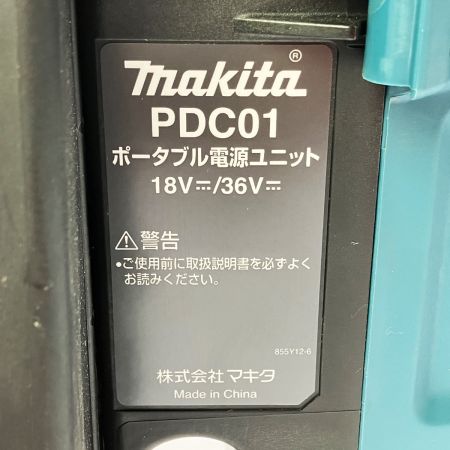 makita®
PDC01
ポータブル電源ユニット
18V⎓/36V⎓
⚠警告
•ご使用前に取扱説明書を必ずよく
お読みください。
855Y12-6
株式会社マキタ
Made in China